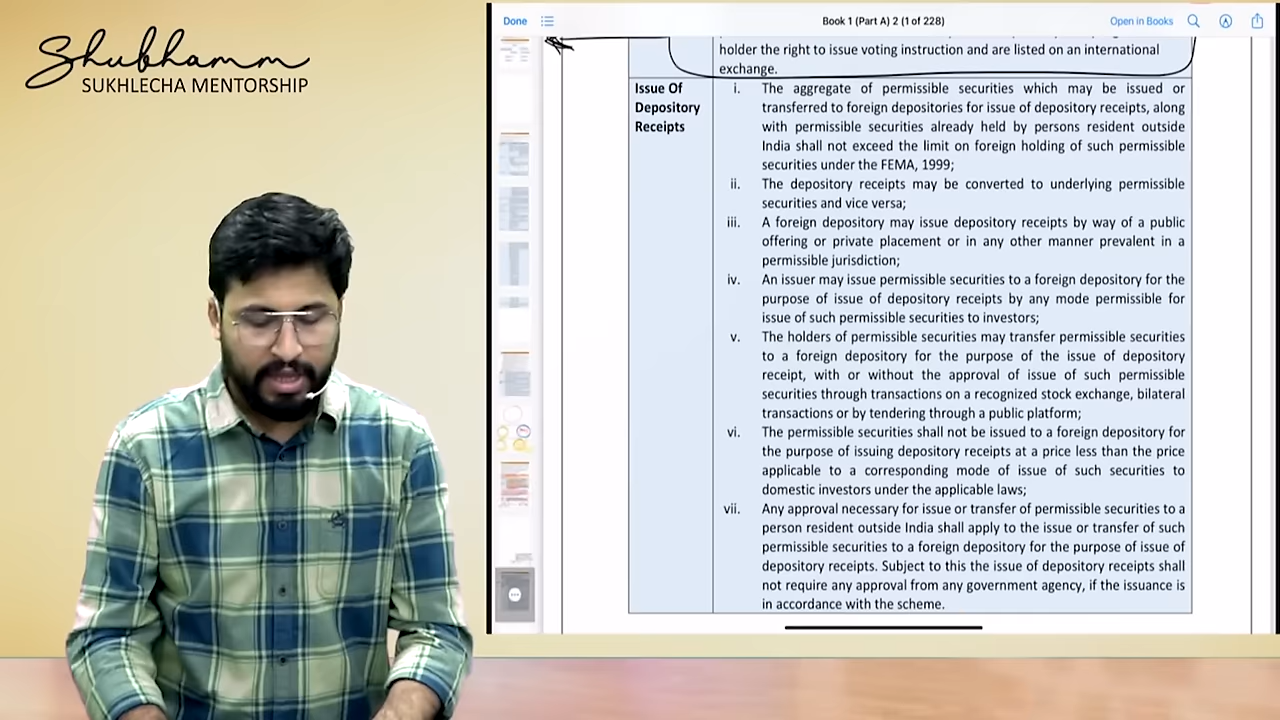 Shubhamm
SUKHLECHA MENTORSHIP
Done
Book 1 (Part A) 2 (1 of 228)
Open in Books
holder the right to issue voting instruction and are listed on an international
exchange.
Issue Of
Depository
Receipts
i. The aggregate of permissible securities which may be issued or
transferred to foreign depositories for issue of depository receipts, along
with permissible securities already held by persons resident outside
India shall not exceed the limit on foreign holding of such permissible
securities under the FEMA, 1999;
ii. The depository receipts may be converted to underlying permissible
securities and vice versa;
iii. A foreign depository may issue depository receipts by way of a public
offering or private placement or in any other manner prevalent in a
permissible jurisdiction;
iv. An issuer may issue permissible securities to a foreign depository for the
purpose of issue of depository receipts by any mode permissible for
issue of such permissible securities to investors;
v. The holders of permissible securities may transfer permissible securities
to a foreign depository for the purpose of the issue of depository
receipt, with or without the approval of issue of such permissible
securities through transactions on a recognized stock exchange, bilateral
transactions or by tendering through a public platform;
vi. The permissible securities shall not be issued to a foreign depository for
the purpose of issuing depository receipts at a price less than the price
applicable to a corresponding mode of issue of such securities to
domestic investors under the applicable laws;
vii. Any approval necessary for issue or transfer of permissible securities to a
person resident outside India shall apply to the issue or transfer of such
permissible securities to a foreign depository for the purpose of issue of
depository receipts. Subject to the the issue of depository receipts shall
not require any approval from any government agency, if the issuance is
in accordance with the scheme.